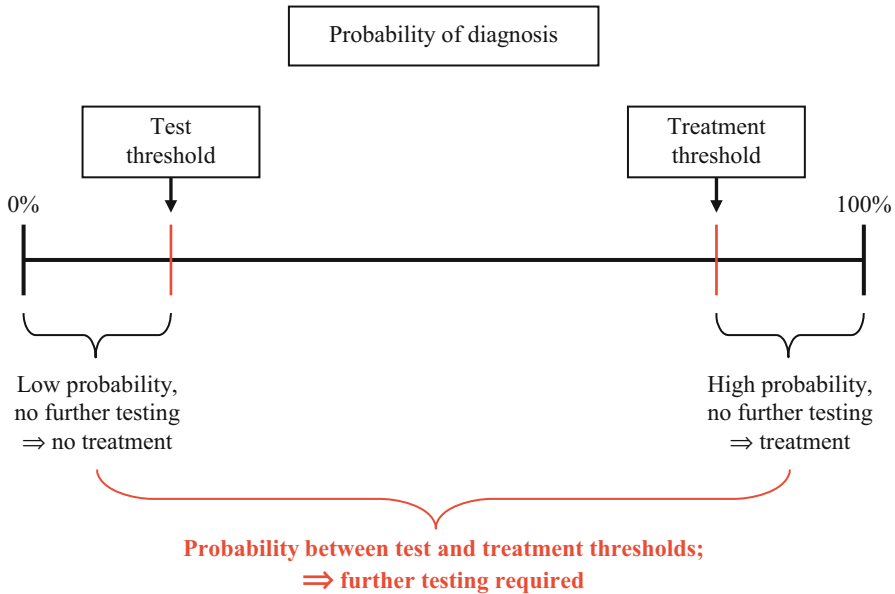 Probability of diagnosis
Test
threshold
Treatment
threshold
0%
100%
Low probability,
no further testing
⇒ no treatment
High probability,
no further testing
⇒ treatment
Probability between test and treatment thresholds;
⇒ further testing required